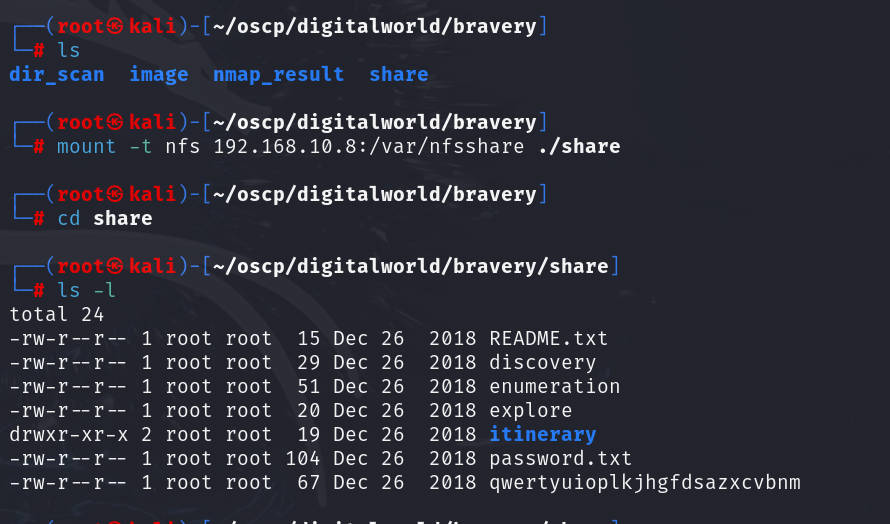 ┌──(root㉿kali)-[~/oscp/digitalworld/bravery]
└─# ls
dir_scan  image  nmap_result  share
┌──(root㉿kali)-[~/oscp/digitalworld/bravery]
└─# mount -t nfs 192.168.10.8:/var/nfsshare ./share
┌──(root㉿kali)-[~/oscp/digitalworld/bravery]
└─# cd share
┌──(root㉿kali)-[~/oscp/digitalworld/bravery/share]
└─# ls -l
total 24
-rw-r--r-- 1 root root  15 Dec 26  2018 README.txt
-rw-r--r-- 1 root root  29 Dec 26  2018 discovery
-rw-r--r-- 1 root root  51 Dec 26  2018 enumeration
-rw-r--r-- 1 root root  20 Dec 26  2018 explore
drwxr-xr-x 2 root root  19 Dec 26  2018 itinerary
-rw-r--r-- 1 root root 104 Dec 26  2018 password.txt
-rw-r--r-- 1 root root  67 Dec 26  2018 qwertyuioplkjhgfdsazxcvbnm